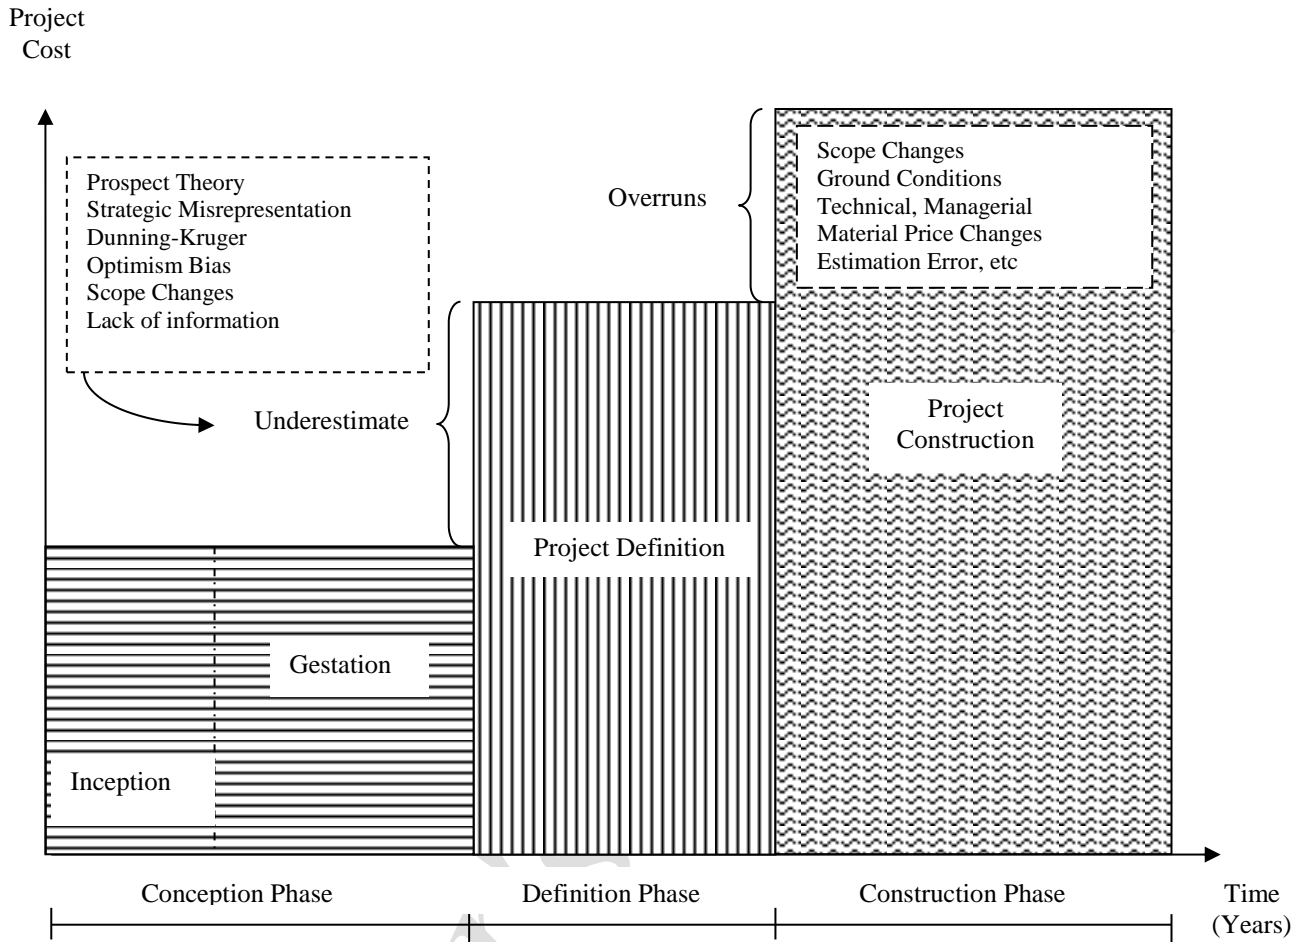 Project
Cost
Prospect Theory
Strategic Misrepresentation
Dunning-Kruger
Optimism Bias
Scope Changes
Lack of information
Underestimate
Overruns
Scope Changes
Ground Conditions
Technical, Managerial
Material Price Changes
Estimation Error, etc
Project
Construction
Project Definition
Gestation
Inception
Conception Phase
Definition Phase
Construction Phase
Time
(Years)